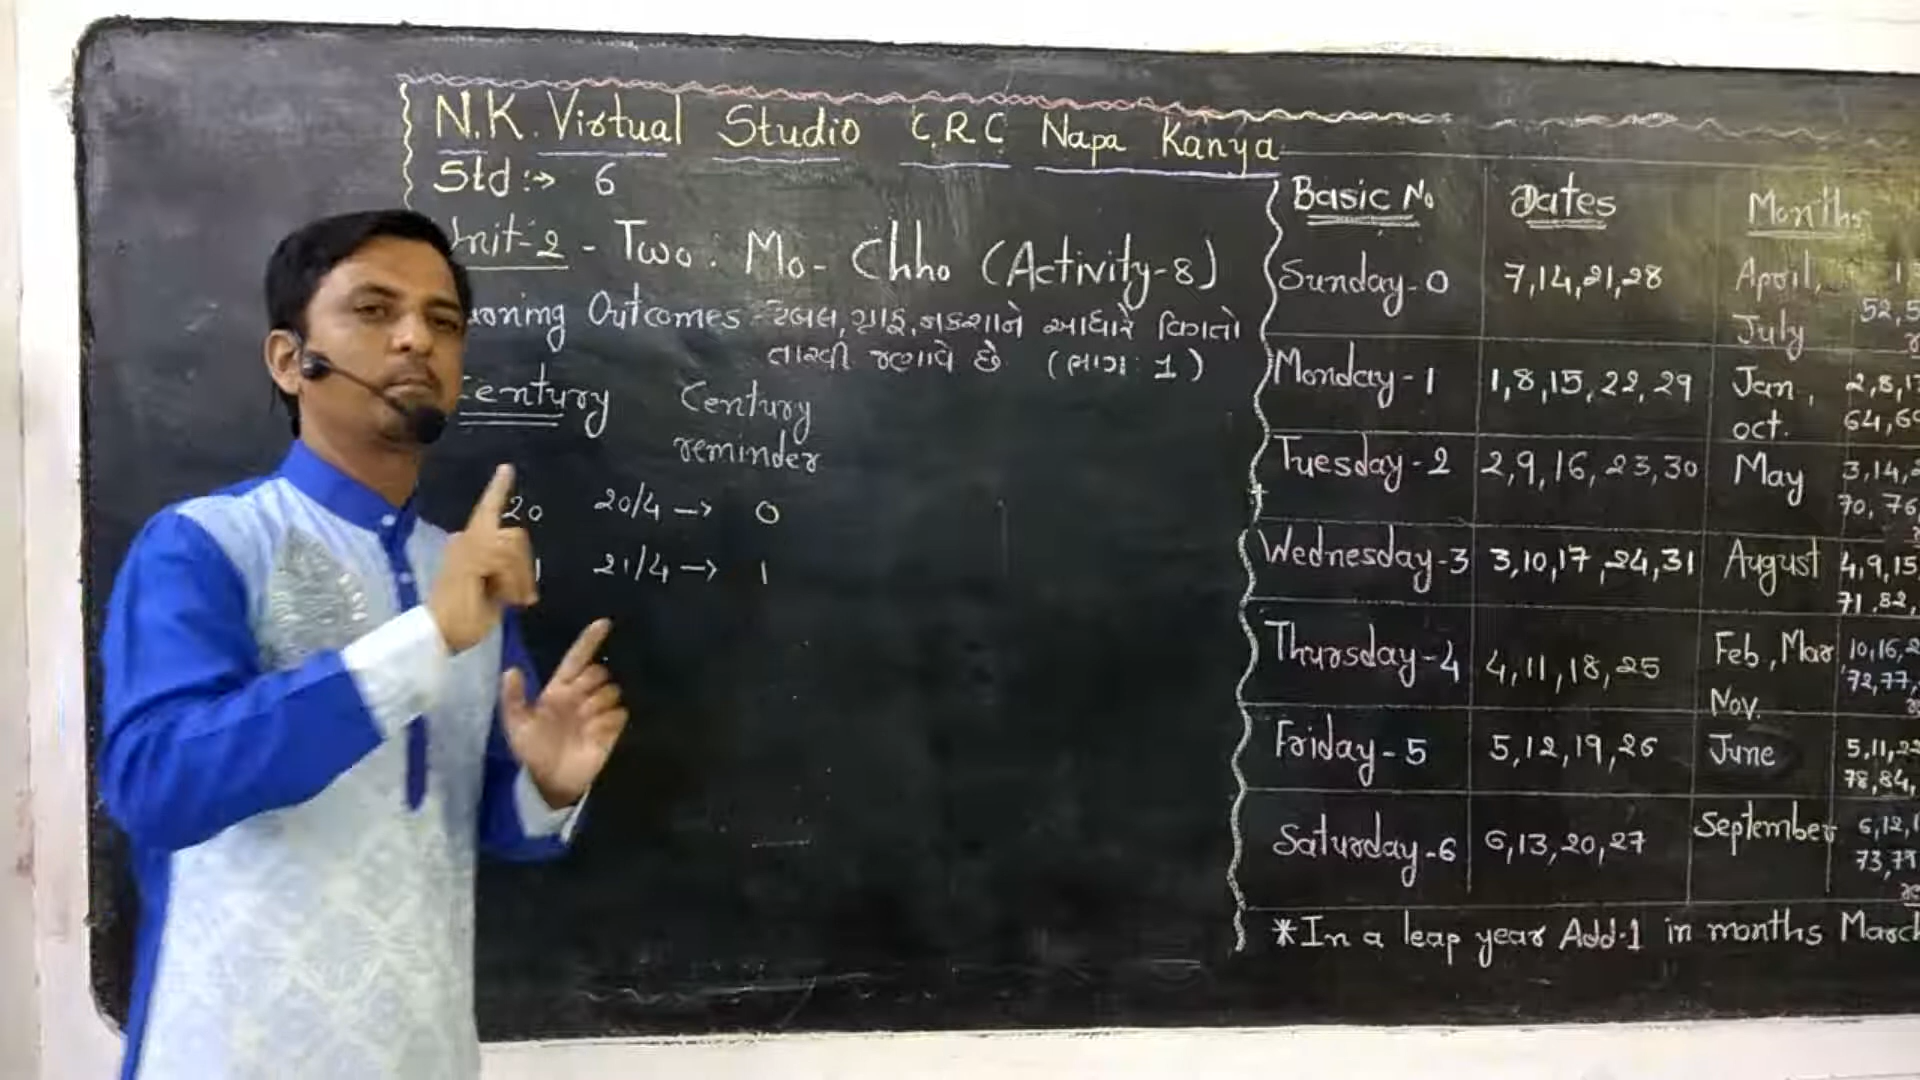 N.K. Virtual Studio C.R.C Napa Kanya
Std :→ 6
Unit-2 - Two. Mo- Chho (Activity-8)
Outcomes - ટેબલ, ગ્રાફ, નકશાને આધારે વિગતો
તારવી જણાવે છે (ભાગ : 1)
Century Century
reminder
20 20/4 → 0
21/4 → 1
Basic No Dates Months
Sunday-0 7,14,21,28 April,
July
Monday-1 1,8,15,22,29 Jan,
oct.
Tuesday-2 2,9,16,23,30 May
Wednesday-3 3,10,17,24,31 August
Thursday-4 4,11,18,25 Feb, Mar
Nov.
Friday-5 5,12,19,26 June
Saturday-6 6,13,20,27 September
*In a leap year Add-1 in months March